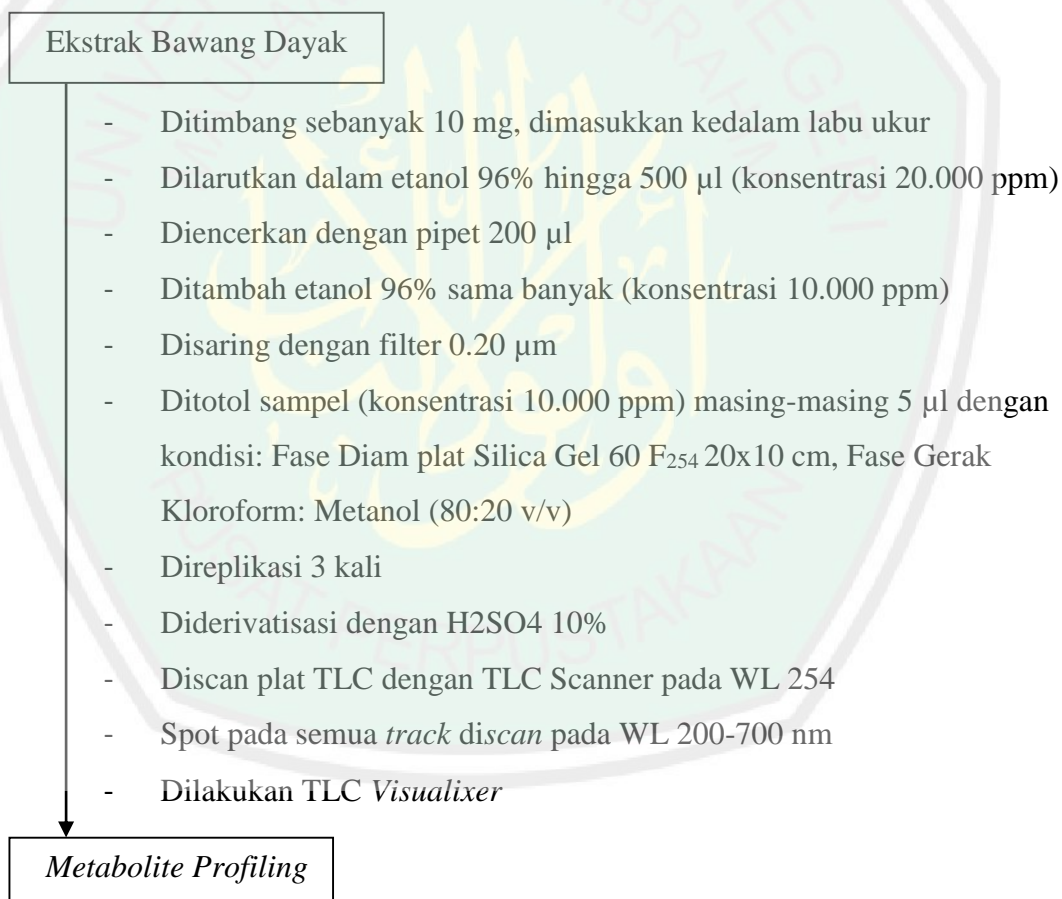 Ekstrak Bawang Dayak
- Ditimbang sebanyak 10 mg, dimasukkan kedalam labu ukur
- Dilarutkan dalam etanol 96% hingga 500 µl (konsentrasi 20.000 ppm)
- Diencerkan dengan pipet 200 µl
- Ditambah etanol 96% sama banyak (konsentrasi 10.000 ppm)
- Disaring dengan filter 0.20 µm
- Ditotol sampel (konsentrasi 10.000 ppm) masing-masing 5 µl dengan
kondisi: Fase Diam plat Silica Gel 60 F254 20x10 cm, Fase Gerak
Kloroform: Metanol (80:20 v/v)
- Direplikasi 3 kali
- Diderivatisasi dengan H2SO4 10%
- Discan plat TLC dengan TLC Scanner pada WL 254
- Spot pada semua track discan pada WL 200-700 nm
- Dilakukan TLC Visualixer
Metabolite Profiling
PUSAT PERPUSTAKAAN